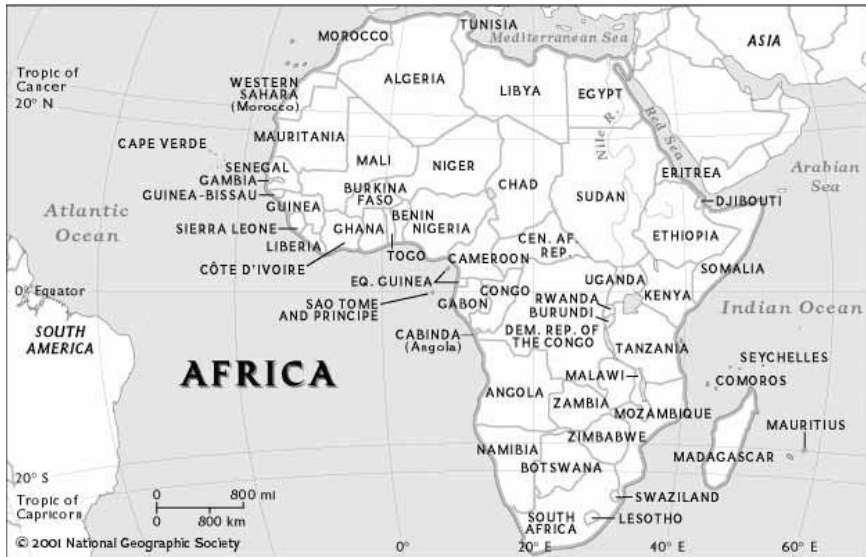 TUNISIA
Mediterranean Sea
MOROCCO
ASIA
Tropic of
Cancer
20° N
WESTERN
SAHARA
(Morocco)
ALGERIA
LIBYA
EGYPT
Nile R.
Red Sea
MAURITANIA
CAPE VERDE
MALI
NIGER
SENEGAL
GAMBIA
GUINEA-BISSAU
GUINEA
BURKINA
FASO
CHAD
SUDAN
ERITREA
Arabian
Sea
DJIBOUTI
Atlantic
Ocean
SIERRA LEONE
LIBERIA
CÔTE D'IVOIRE
GHANA
BENIN
NIGERIA
TOGO
CEN. AF.
REP.
ETHIOPIA
CAMEROON
SOMALIA
EQ. GUINEA
0° Equator
SAO TOME
AND PRINCIPE
GABON
CONGO
UGANDA
KENYA
RWANDA
BURUNDI
DEM. REP. OF
THE CONGO
Indian Ocean
SOUTH
AMERICA
CABINDA
(Angola)
TANZANIA
AFRICA
SEYCHELLES
COMOROS
MALAWI
ANGOLA
ZAMBIA
MOZAMBIQUE
MAURITIUS
ZIMBABWE
NAMIBIA
BOTSWANA
MADAGASCAR
20° S
Tropic of
Capricorn
0 800 mi
0 800 km
SWAZILAND
SOUTH
AFRICA
LESOTHO
© 2001 National Geographic Society
0°
20° E
40° E
60° E